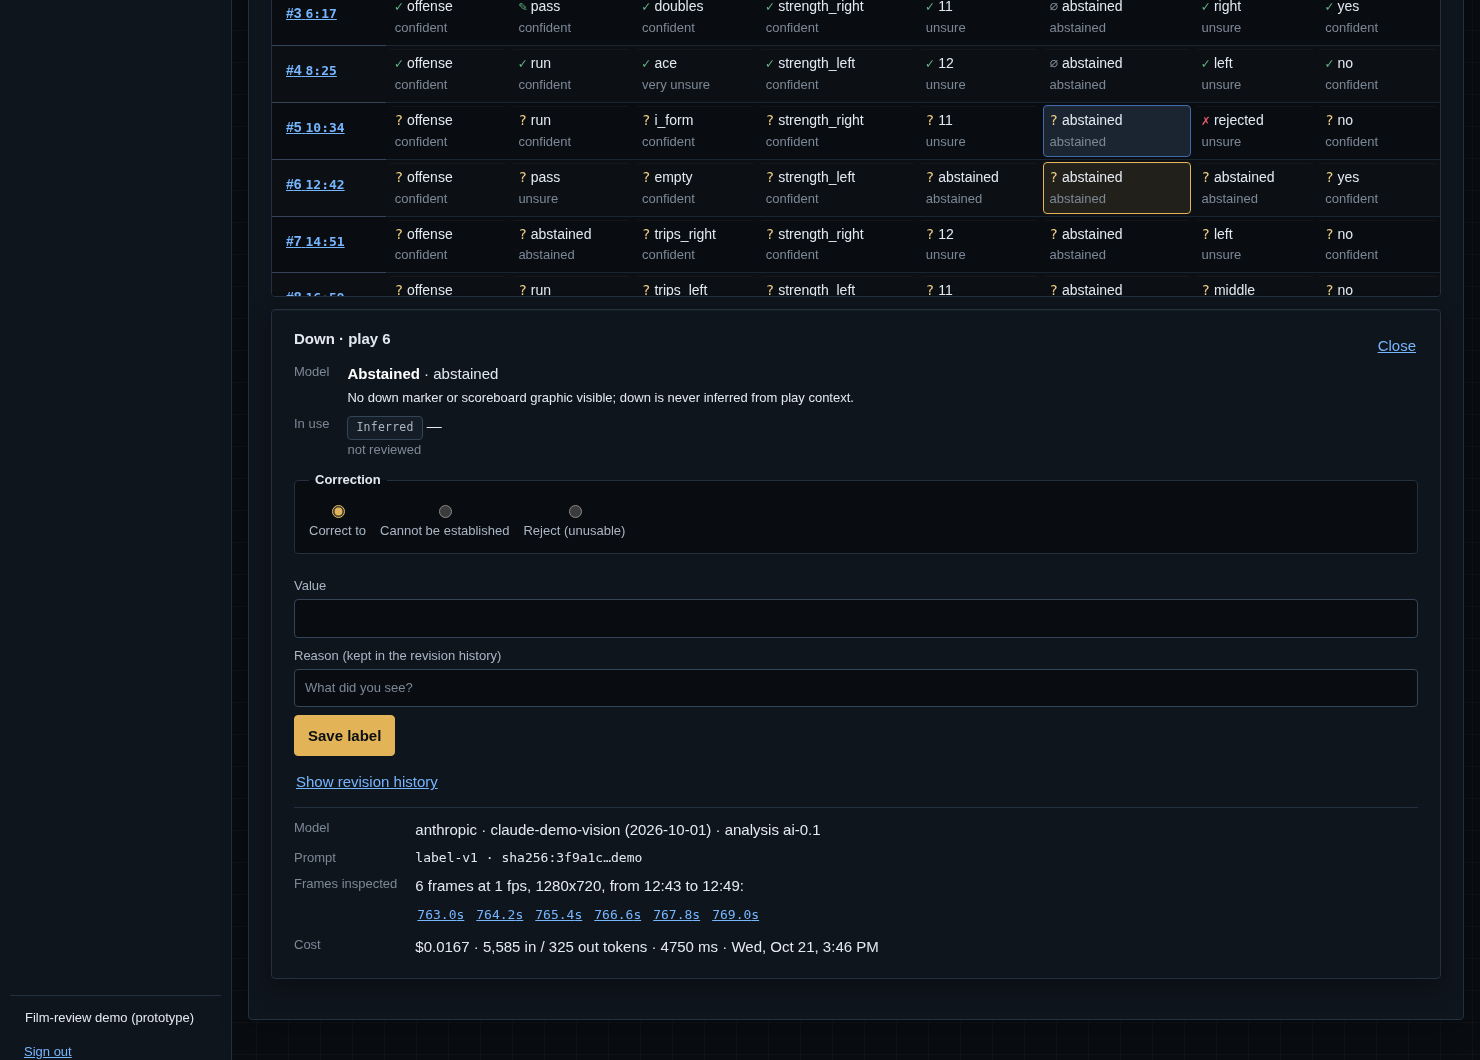 #3 6:17 ✓ offense ✎ pass ✓ doubles ✓ strength_right ✓ 11 ∅ abstained ✓ right ✓ yes
confident confident confident confident unsure abstained unsure confident
#4 8:25 ✓ offense ✓ run ✓ ace ✓ strength_left ✓ 12 ∅ abstained ✓ left ✓ no
confident confident very unsure confident unsure abstained unsure confident
#5 10:34 ? offense ? run ? i_form ? strength_right ? 11 ? abstained ✗ rejected ? no
confident confident confident confident unsure abstained unsure confident
#6 12:42 ? offense ? pass ? empty ? strength_left ? abstained ? abstained ? abstained ? yes
confident unsure confident confident abstained abstained abstained confident
#7 14:51 ? offense ? abstained ? trips_right ? strength_right ? 12 ? abstained ? left ? no
confident abstained confident confident unsure abstained unsure confident
#8 16:59 ? offense ? run ? trips_left ? strength_left ? 11 ? abstained ? middle ? no
Down · play 6
Close
Model Abstained · abstained
No down marker or scoreboard graphic visible; down is never inferred from play context.
In use Inferred —
not reviewed
Correction
Correct to Cannot be established Reject (unusable)
Value
Reason (kept in the revision history)
What did you see?
Save label
Show revision history
Model anthropic · claude-demo-vision (2026-10-01) · analysis ai-0.1
Prompt label-v1 · sha256:3f9a1c…demo
Frames inspected 6 frames at 1 fps, 1280x720, from 12:43 to 12:49:
763.0s 764.2s 765.4s 766.6s 767.8s 769.0s
Cost $0.0167 · 5,585 in / 325 out tokens · 4750 ms · Wed, Oct 21, 3:46 PM
Film-review demo (prototype)
Sign out